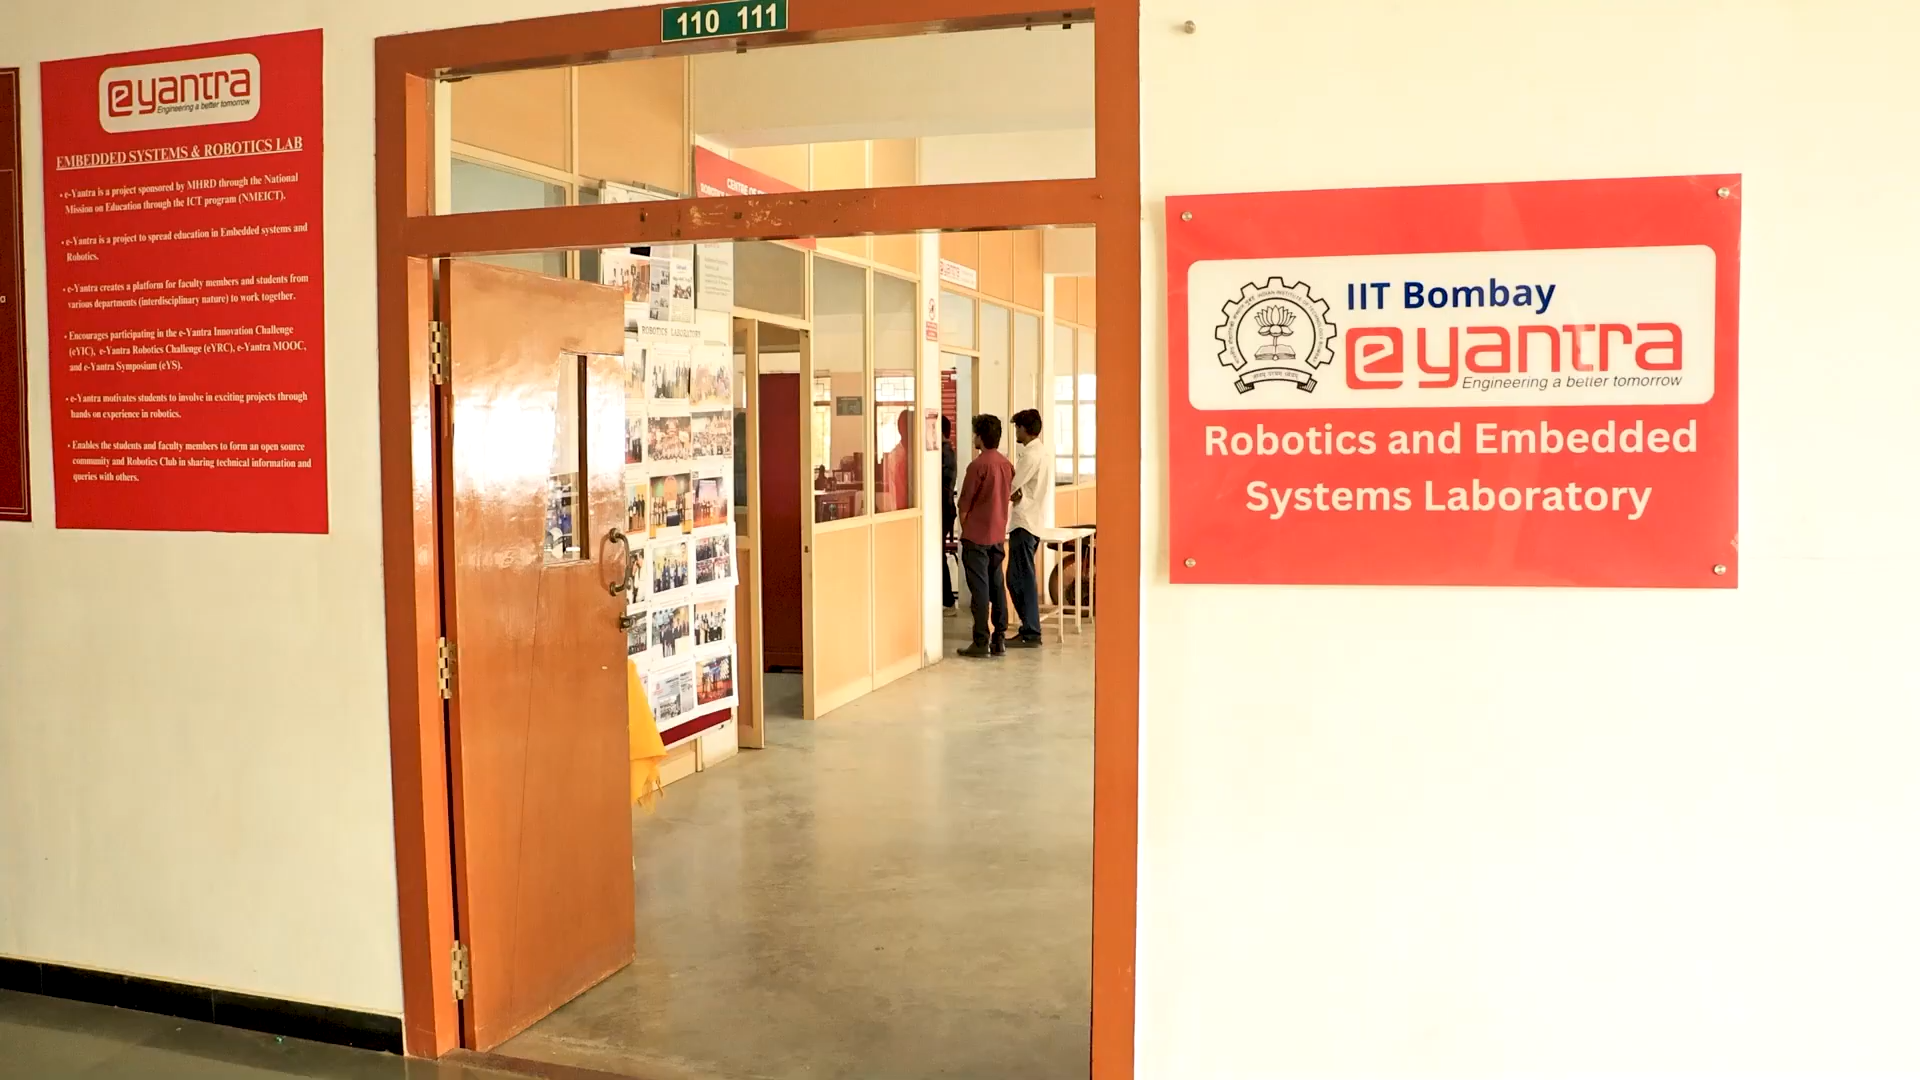 110 111
eyantra
Engineering a better tomorrow
EMBEDDED SYSTEMS & ROBOTICS LAB
• e-Yantra is a project sponsored by MHRD through the National
Mission on Education through the ICT program (NMEICT).
• e-Yantra is a project to spread education in Embedded systems and
Robotics.
• e-Yantra creates a platform for faculty members and students from
various departments (interdisciplinary nature) to work together.
• Encourages participating in the e-Yantra Innovation Challenge
(eYIC), e-Yantra Robotics Challenge (eYRC), e-Yantra MOOC,
and e-Yantra Symposium (eYS).
• e-Yantra motivates students to involve in exciting projects through
hands on experience in robotics.
• Enables the students and faculty members to form an open source
community and Robotics Club in sharing technical information and
queries with others.
CENTRE OF
ROBOTICS LABORATORY
eyantra
IIT Bombay
eyantra
Engineering a better tomorrow
Robotics and Embedded
Systems Laboratory